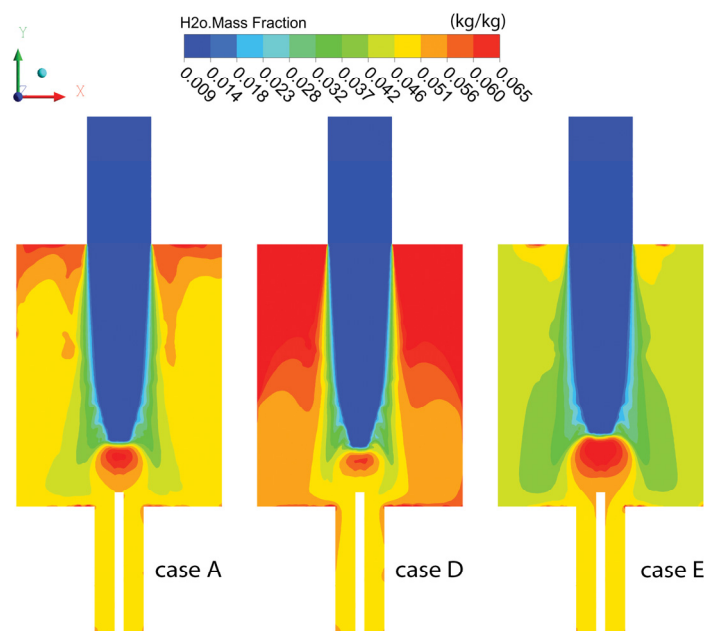 H2o.Mass Fraction (kg/kg)
0.009 0.014 0.018 0.023 0.028 0.032 0.037 0.042 0.046 0.051 0.056 0.060 0.065
Y
Z X
case A case D case E